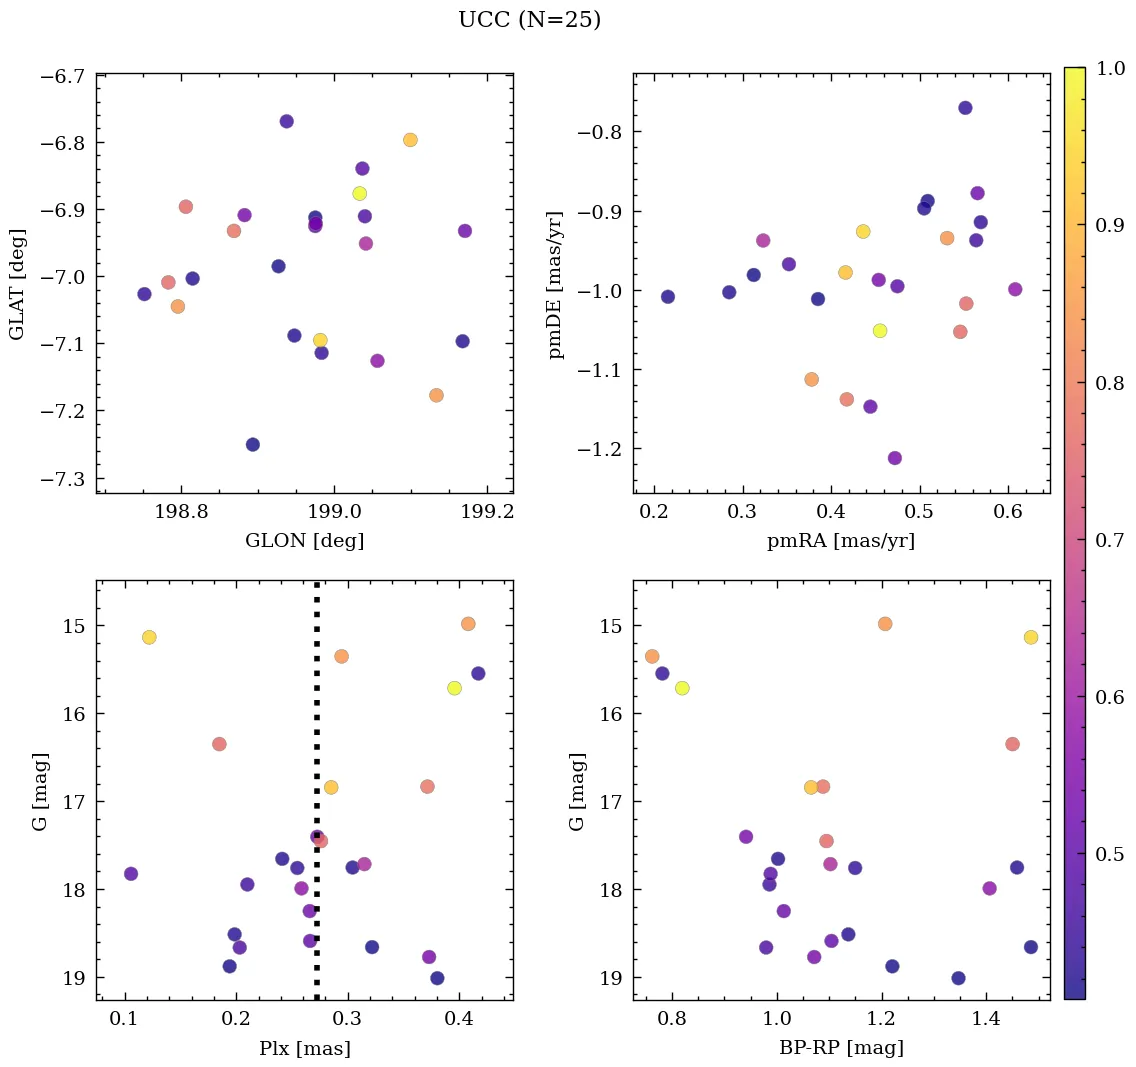 UCC (N=25)
−6.7
−6.8
−6.9
−7.0
−7.1
−7.2
−7.3
GLAT [deg]
198.8 199.0 199.2
GLON [deg]
−0.8
−0.9
−1.0
−1.1
−1.2
pmDE [mas/yr]
0.2 0.3 0.4 0.5 0.6
pmRA [mas/yr]
15
16
17
18
19
G [mag]
0.1 0.2 0.3 0.4
Plx [mas]
15
16
17
18
19
G [mag]
0.8 1.0 1.2 1.4
BP-RP [mag]
1.0
0.9
0.8
0.7
0.6
0.5